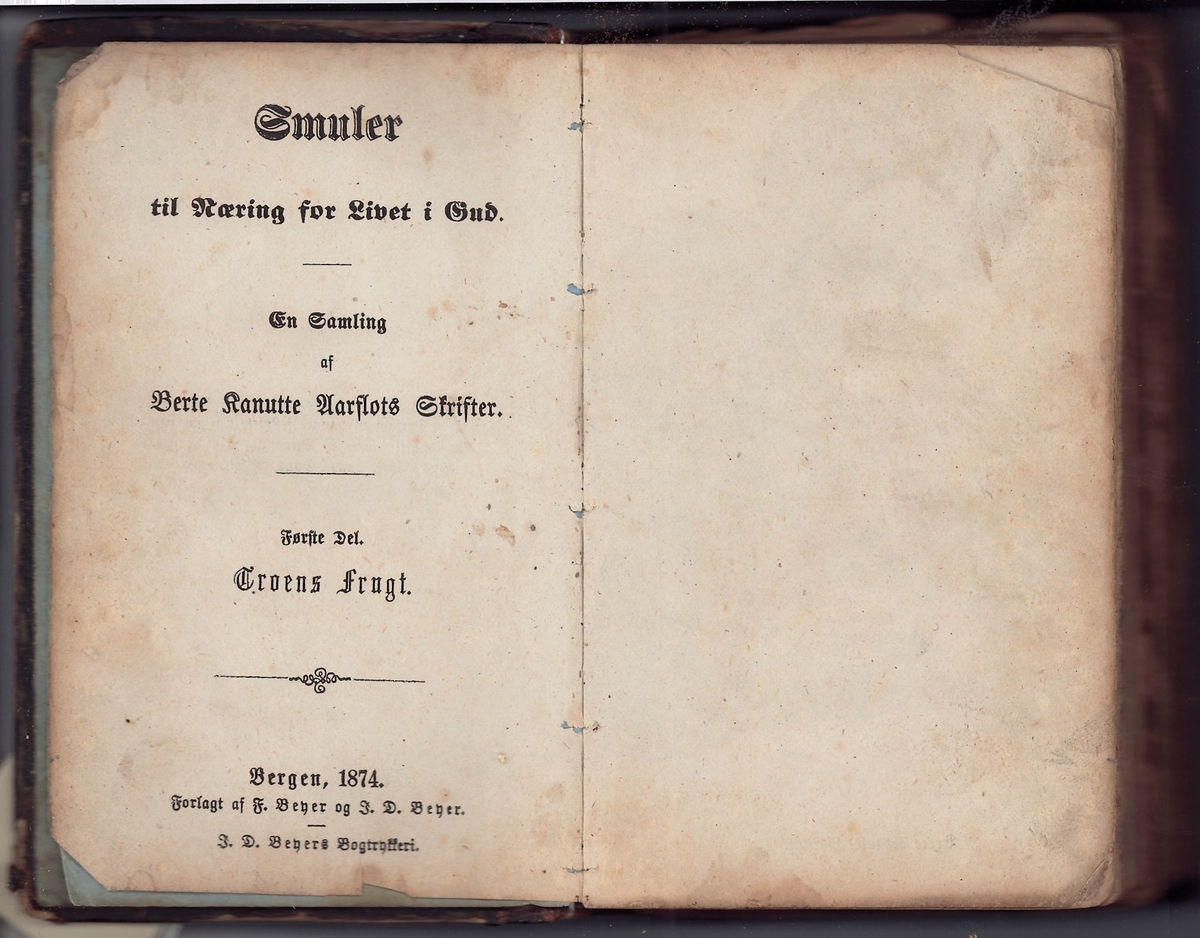 Smuler
til Næring for Livet i Gud.
En Samling
af
Berte Kanutte Aarflots Skrifter.
Første Del.
Troens Frugt.
Bergen, 1874.
Forlagt af F. Beyer og J. D. Beyer.
J. D. Beyers Bogtrykkeri.